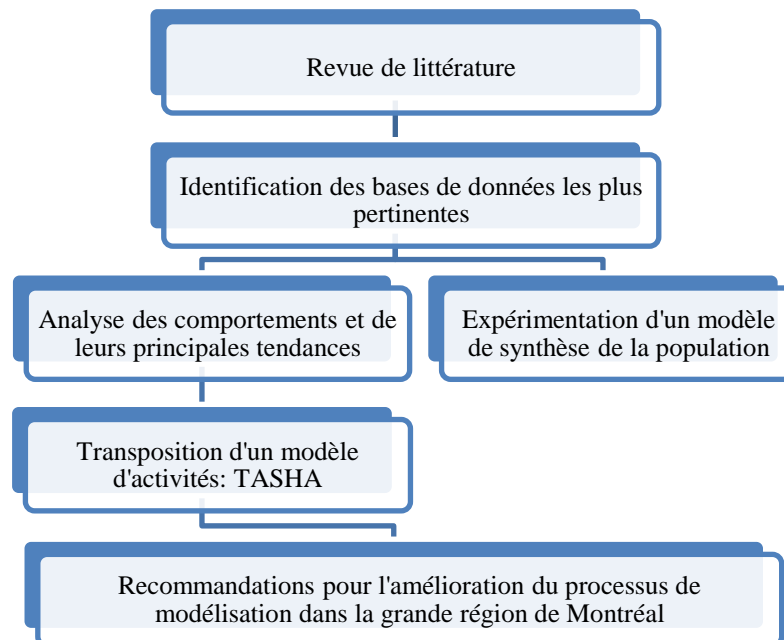 Revue de littérature
Identification des bases de données les plus
pertinentes
Analyse des comportements et de
leurs principales tendances
Expérimentation d'un modèle
de synthèse de la population
Transposition d'un modèle
d'activités: TASHA
Recommandations pour l'amélioration du processus de
modélisation dans la grande région de Montréal